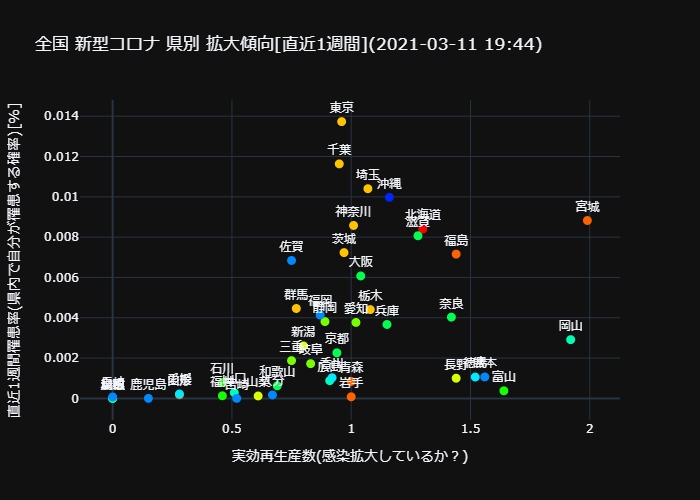 全国 新型コロナ 県別 拡大傾向[直近1週間](2021-03-11 19:44)
直近1週間罹患率(県内で自分が罹患する確率)[%]
0.014
0.012
0.01
0.008
0.006
0.004
0.002
0
東京
千葉
埼玉
沖縄
神奈川
北海道
滋賀
宮城
茨城
福島
佐賀
大阪
群馬
福岡
静岡
栃木
愛知
兵庫
奈良
新潟
京都
岡山
三重
岐阜
石川
和歌山
広島
香川
青森
長野
徳島
熊本
富山
鹿児島
愛媛
福井
山口
宮崎
山梨
大分
岩手
0
0.5
1
1.5
2
実効再生産数(感染拡大しているか？)